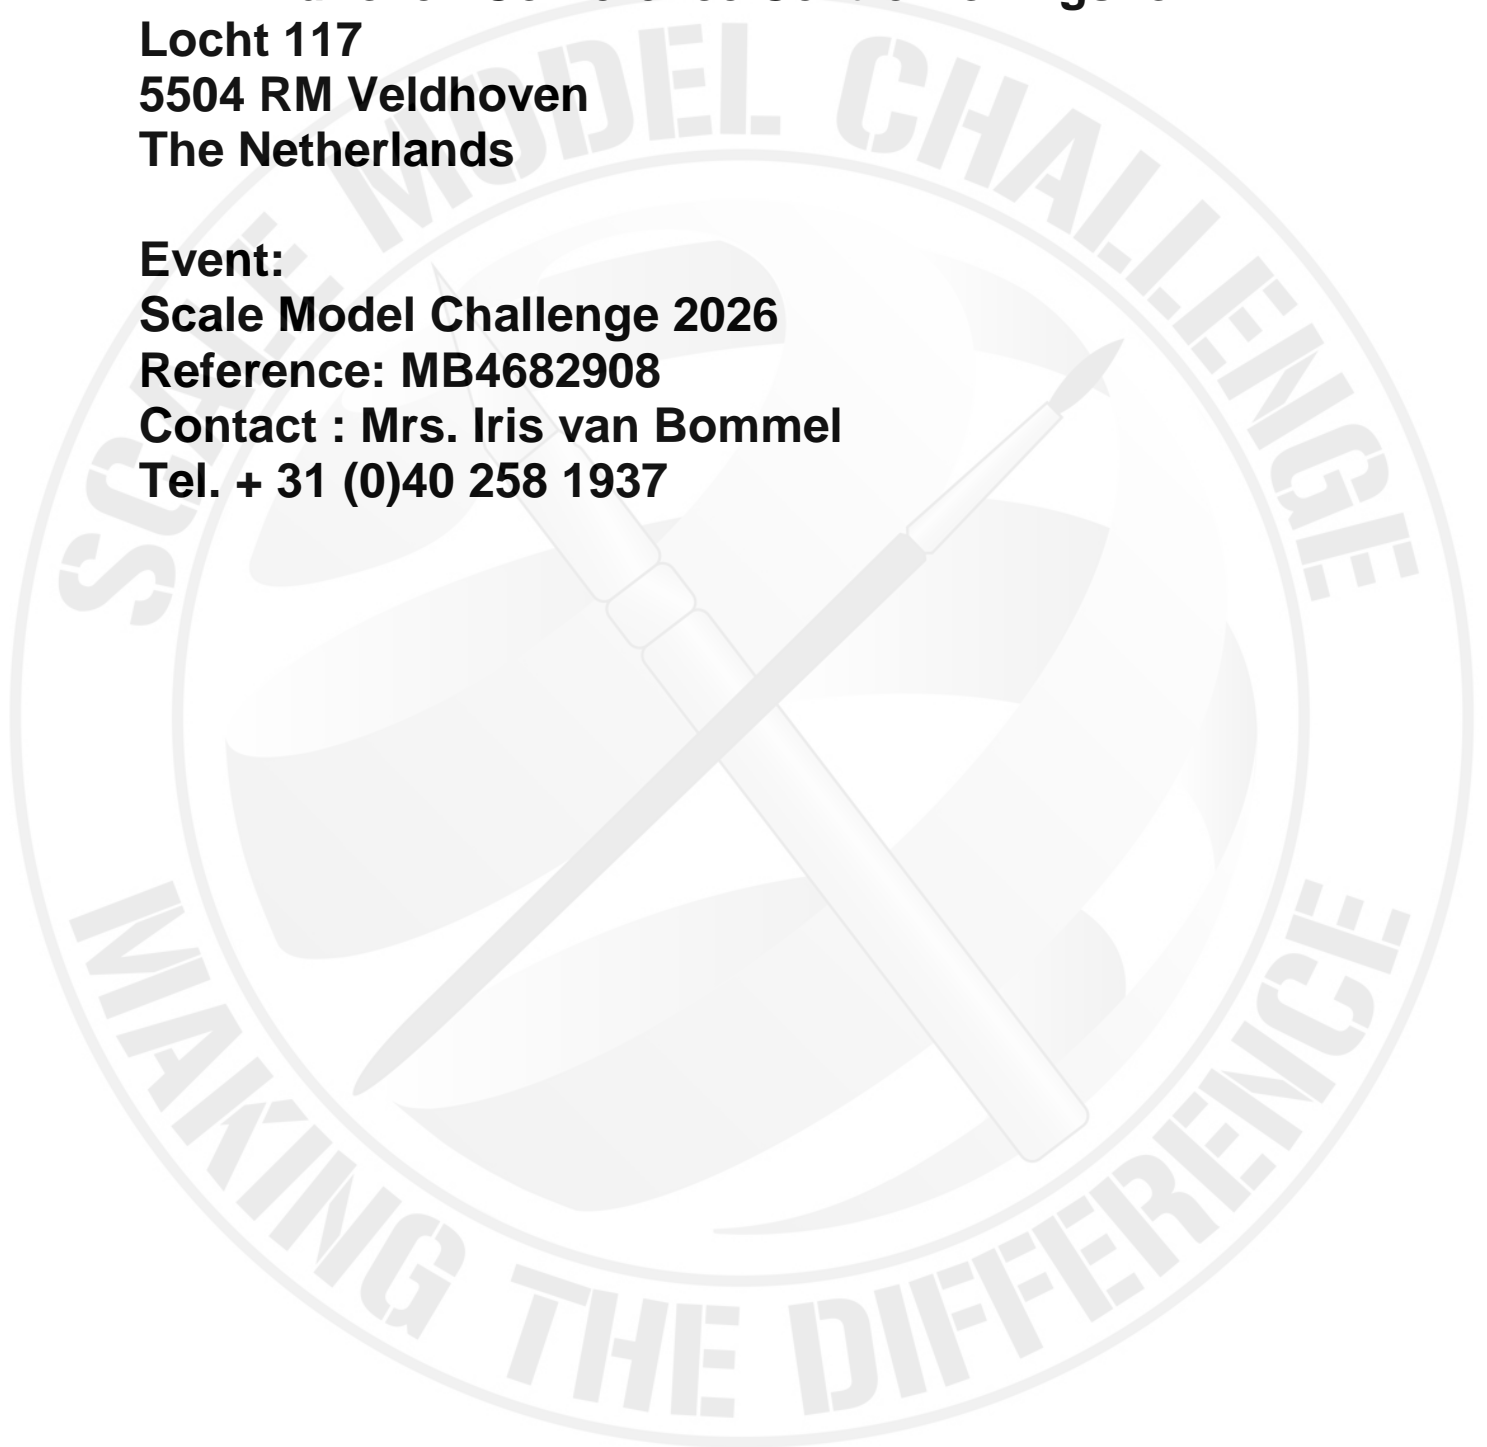 Locht 117
5504 RM Veldhoven
The Netherlands
Event:
Scale Model Challenge 2026
Reference: MB4682908
Contact : Mrs. Iris van Bommel
Tel. + 31 (0)40 258 1937
SCALE MODEL CHALLENGE
MAKING THE DIFFERENCE